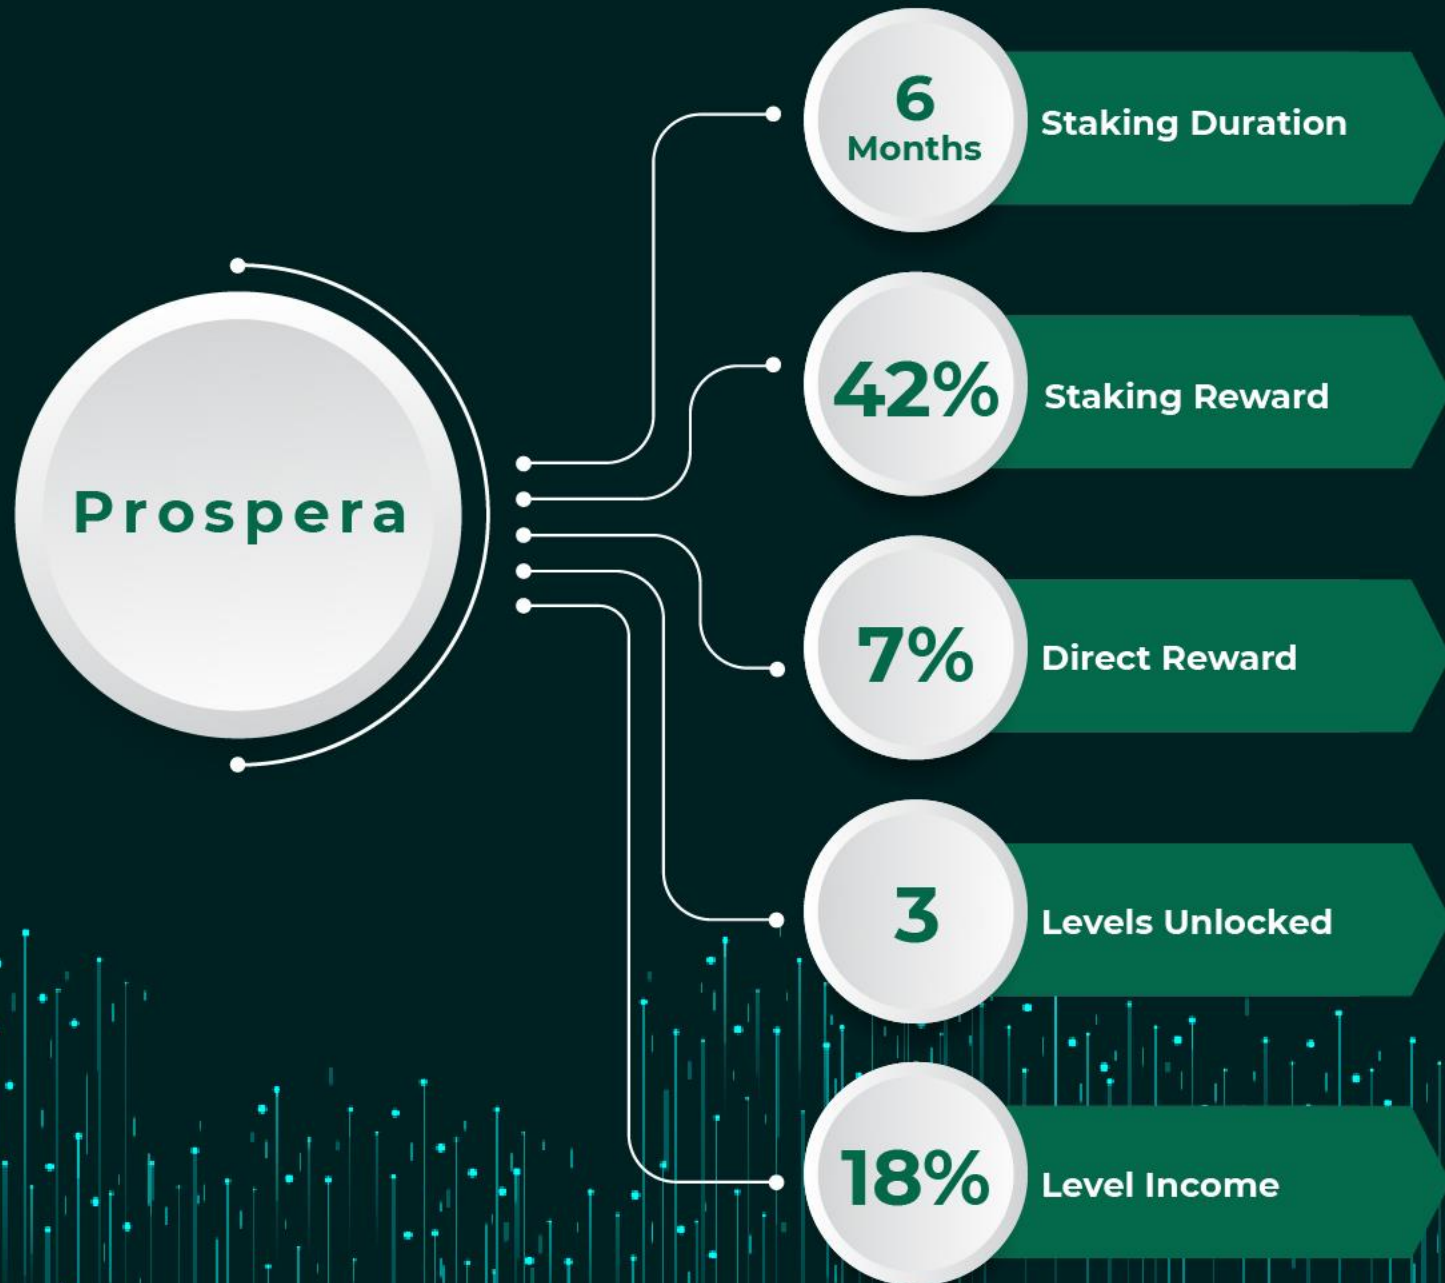 Prospera
6
Months
Staking Duration
42%
Staking Reward
7%
Direct Reward
3
Levels Unlocked
18%
Level Income